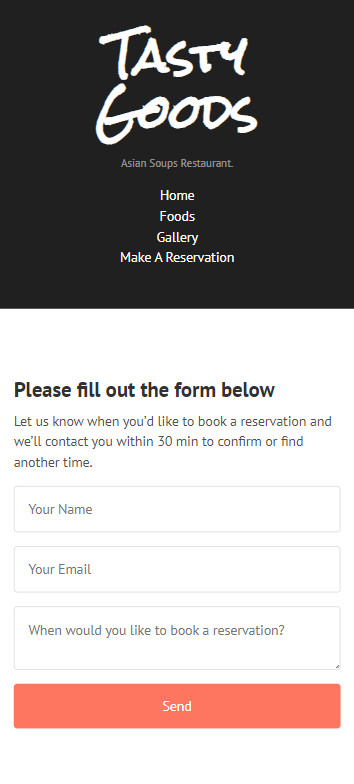 Tasty
Goods
Asian Soups Restaurant.
Home
Foods
Gallery
Make A Reservation
Please fill out the form below
Let us know when you’d like to book a reservation and
we’ll contact you within 30 min to confirm or find
another time.
Your Name
Your Email
When would you like to book a reservation?
Send